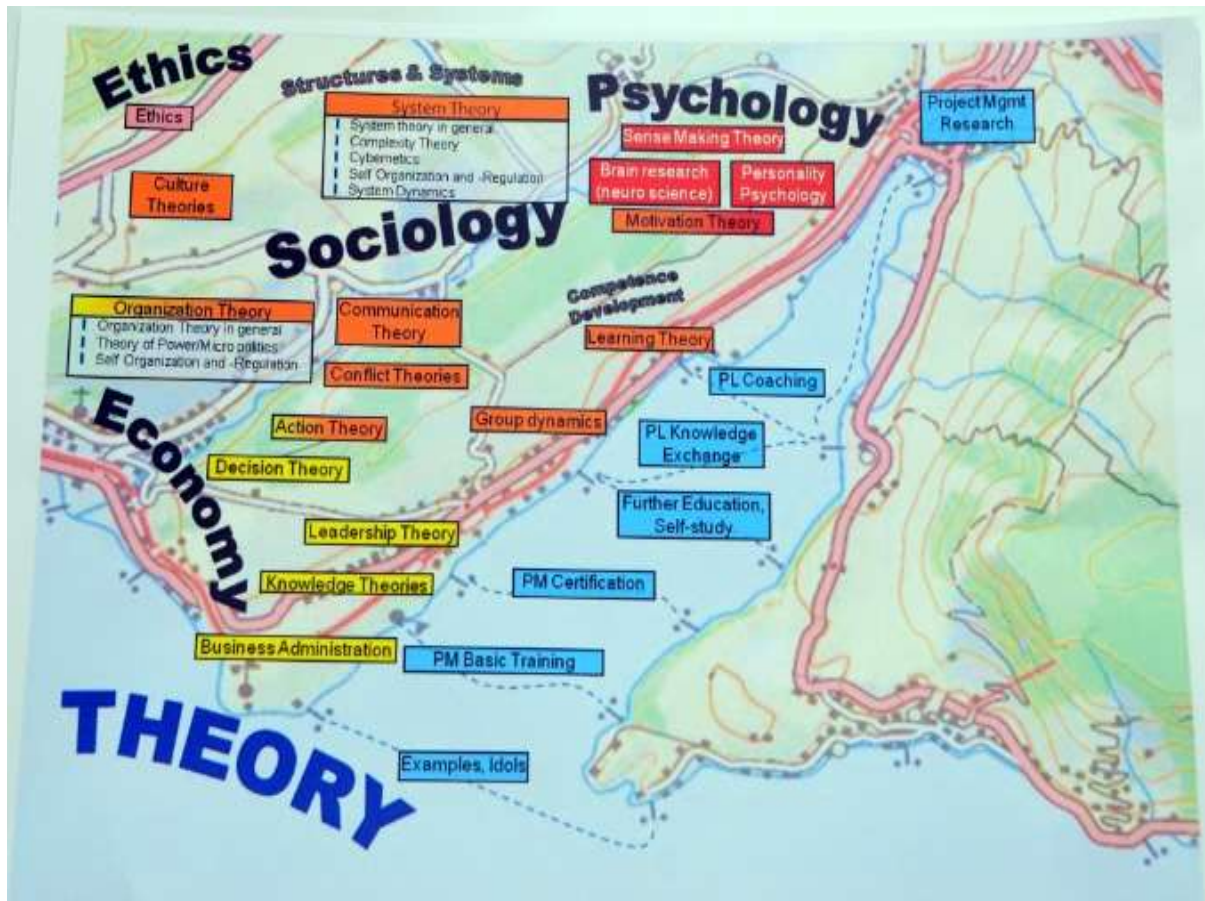 Ethics
Ethics
Culture
Theories
Structures & Systems
System Theory
System theory in general
Complexity Theory
Cybernetics
Self Organization and -Regulation
System Dynamics
Psychology
Sense Making Theory
Brain research
(neuro science)
Personality
Psychology
Motivation Theory
Project Mgmt
Research
Sociology
Organization Theory
Organization Theory in general
Theory of Power/Micro politics
Self Organization and -Regulation
Communication
Theory
Conflict Theories
Competence
Development
Learning Theory
Group dynamics
Action Theory
Economy
Decision Theory
Leadership Theory
Knowledge Theories
Business Administration
PL Coaching
PL Knowledge
Exchange
Further Education,
Self-study
PM Certification
PM Basic Training
Examples, Idols
THEORY